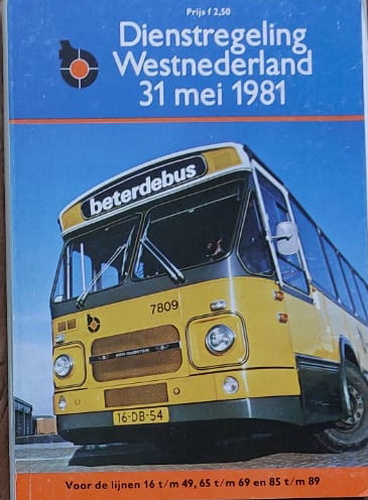 Prijs f 2,50
Dienstregeling
Westnederland
31 mei 1981
beterdebus
7809
16-DB-54
Voor de lijnen 16 t/m 49, 65 t/m 69 en 85 t/m 89